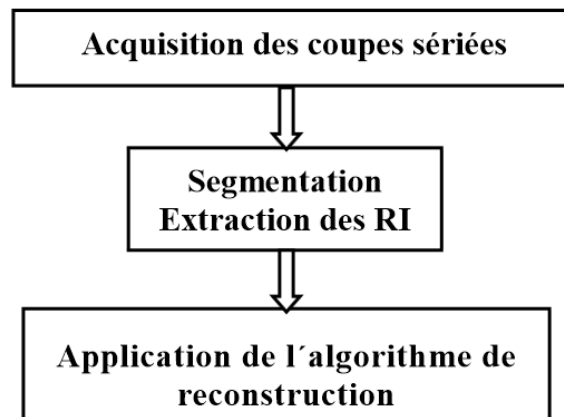 Acquisition des coupes sériées
Segmentation
Extraction des RI
Application de l´algorithme de
reconstruction